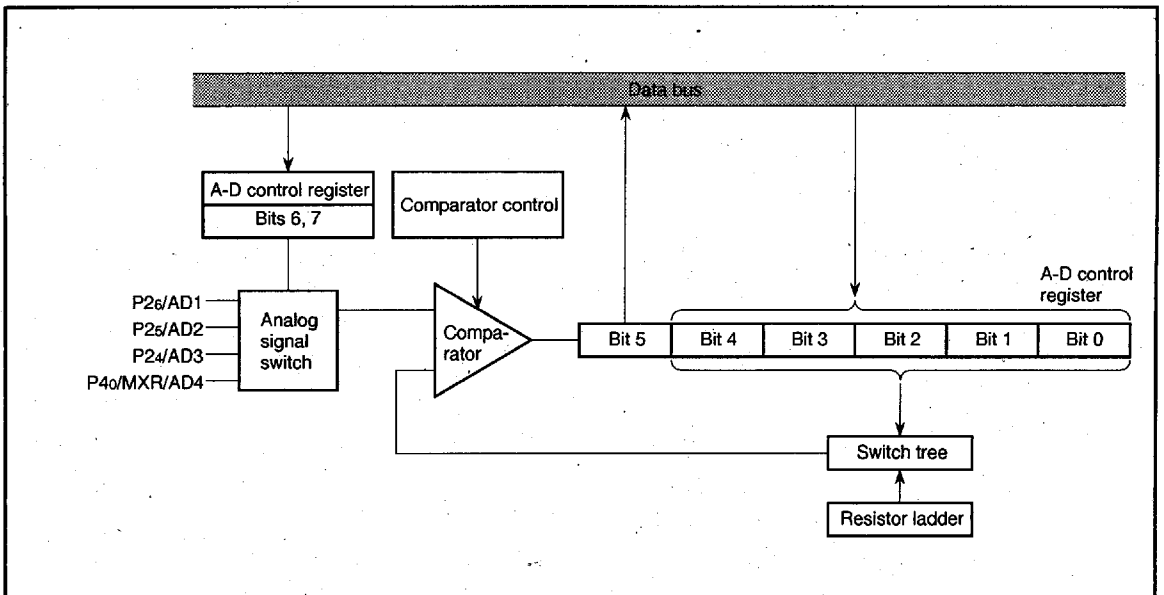 Data bus
A-D control register
Bits 6, 7
Comparator control
A-D control
register
P26/AD1
P25/AD2
P24/AD3
P40/MXR/AD4
Analog
signal
switch
Compa-
rator
Bit 5
Bit 4
Bit 3
Bit 2
Bit 1
Bit 0
Switch tree
Resistor ladder